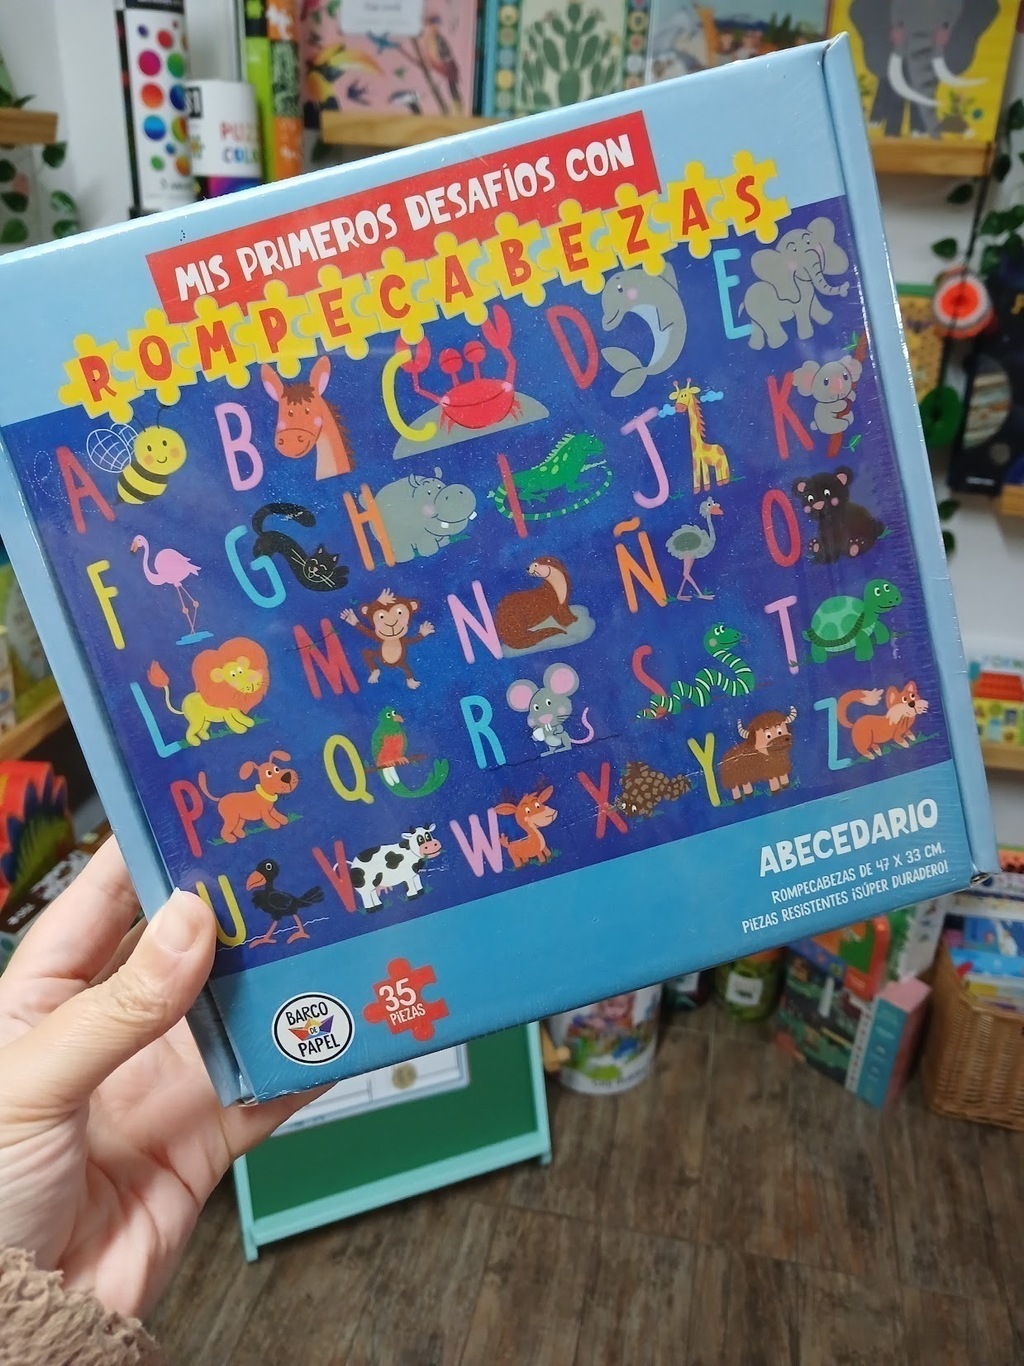 MIS PRIMEROS DESAFÍOS CON
ROMPECABEZAS
A B C D E
F G H I J K
L M N Ñ O
P Q R S T
U V W X Y Z
ABECEDARIO
ROMPECABEZAS DE 47 X 33 CM.
PIEZAS RESISTENTES ¡SÚPER DURADERO!
35
PIEZAS
BARCO
DE
PAPEL